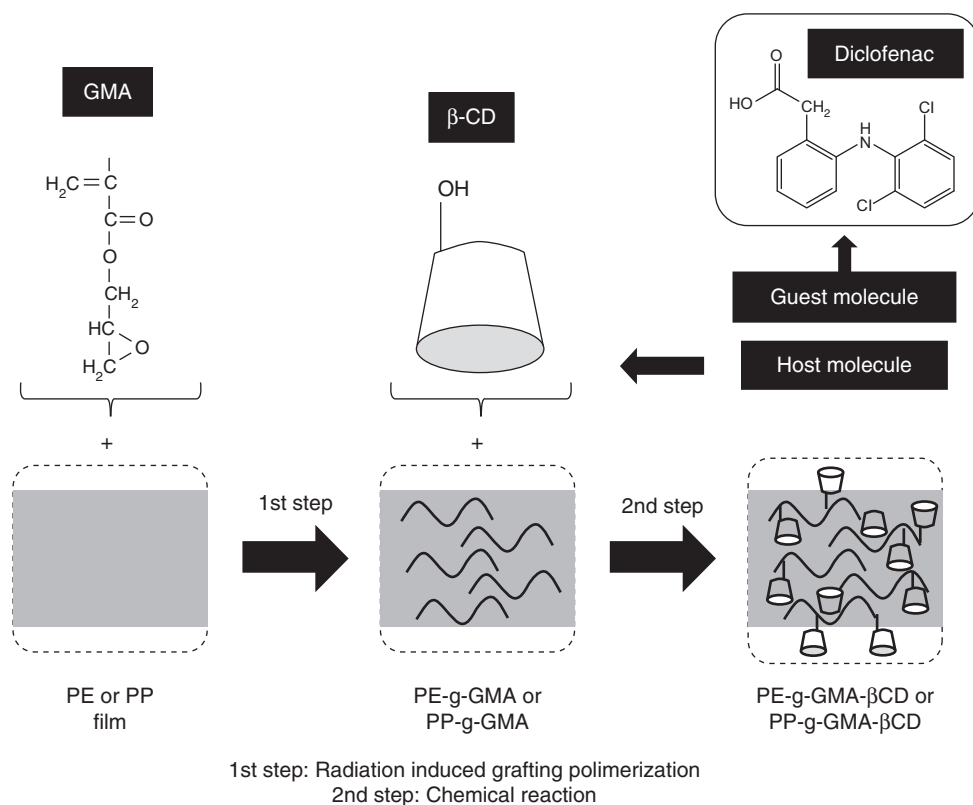 GMA
H2C=C
C=O
O
CH2
HC
O
H2C
+
β-CD
OH
+
Diclofenac
O
HO
CH2
H
N
Cl
Cl
Guest molecule
Host molecule
1st step
2nd step
PE or PP
film
PE-g-GMA or
PP-g-GMA
PE-g-GMA-βCD or
PP-g-GMA-βCD
1st step: Radiation induced grafting polimerization
2nd step: Chemical reaction